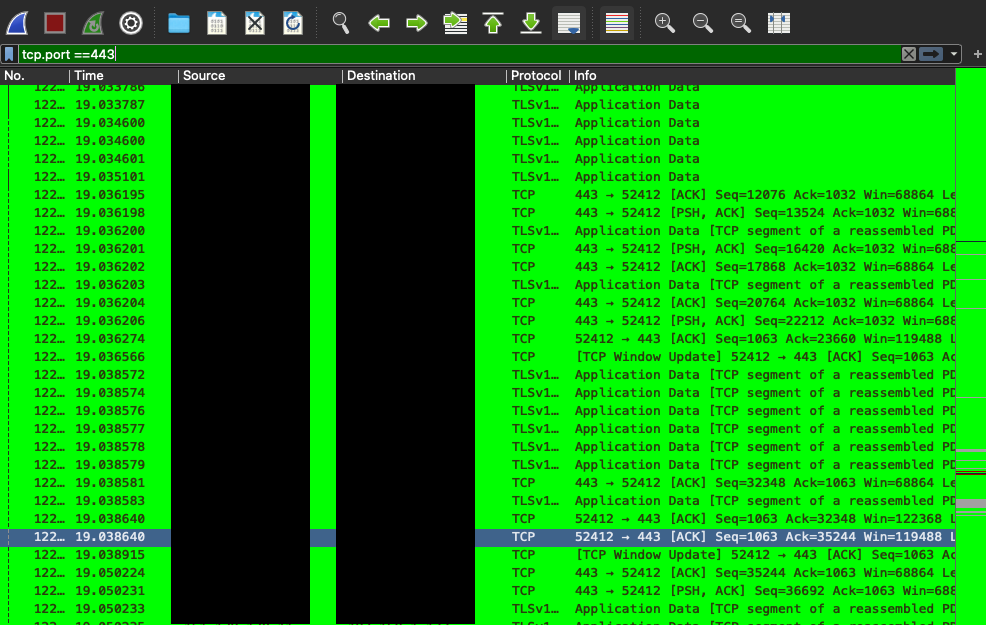 tcp.port ==443
No. Time Source Destination Protocol Info
122… 19.033786 TLSv1… Application Data
122… 19.033787 TLSv1… Application Data
122… 19.034600 TLSv1… Application Data
122… 19.034600 TLSv1… Application Data
122… 19.034601 TLSv1… Application Data
122… 19.035101 TLSv1… Application Data
122… 19.036195 TCP 443 → 52412 [ACK] Seq=12076 Ack=1032 Win=68864 Le
122… 19.036198 TCP 443 → 52412 [PSH, ACK] Seq=13524 Ack=1032 Win=688
122… 19.036200 TLSv1… Application Data [TCP segment of a reassembled PD
122… 19.036201 TCP 443 → 52412 [PSH, ACK] Seq=16420 Ack=1032 Win=688
122… 19.036202 TCP 443 → 52412 [ACK] Seq=17868 Ack=1032 Win=68864 Le
122… 19.036203 TLSv1… Application Data [TCP segment of a reassembled PD
122… 19.036204 TCP 443 → 52412 [ACK] Seq=20764 Ack=1032 Win=68864 Le
122… 19.036206 TCP 443 → 52412 [PSH, ACK] Seq=22212 Ack=1032 Win=688
122… 19.036274 TCP 52412 → 443 [ACK] Seq=1063 Ack=23660 Win=119488 L
122… 19.036566 TCP [TCP Window Update] 52412 → 443 [ACK] Seq=1063 Ac
122… 19.038572 TLSv1… Application Data [TCP segment of a reassembled PD
122… 19.038574 TLSv1… Application Data [TCP segment of a reassembled PD
122… 19.038576 TLSv1… Application Data [TCP segment of a reassembled PD
122… 19.038577 TLSv1… Application Data [TCP segment of a reassembled PD
122… 19.038578 TLSv1… Application Data [TCP segment of a reassembled PD
122… 19.038579 TLSv1… Application Data [TCP segment of a reassembled PD
122… 19.038581 TCP 443 → 52412 [ACK] Seq=32348 Ack=1063 Win=68864 Le
122… 19.038583 TLSv1… Application Data [TCP segment of a reassembled PD
122… 19.038640 TCP 52412 → 443 [ACK] Seq=1063 Ack=32348 Win=122368 L
122… 19.038640 TCP 52412 → 443 [ACK] Seq=1063 Ack=35244 Win=119488 L
122… 19.038915 TCP [TCP Window Update] 52412 → 443 [ACK] Seq=1063 Ac
122… 19.050224 TCP 443 → 52412 [ACK] Seq=35244 Ack=1063 Win=68864 Le
122… 19.050231 TCP 443 → 52412 [PSH, ACK] Seq=36692 Ack=1063 Win=688
122… 19.050233 TLSv1… Application Data [TCP segment of a reassembled PD